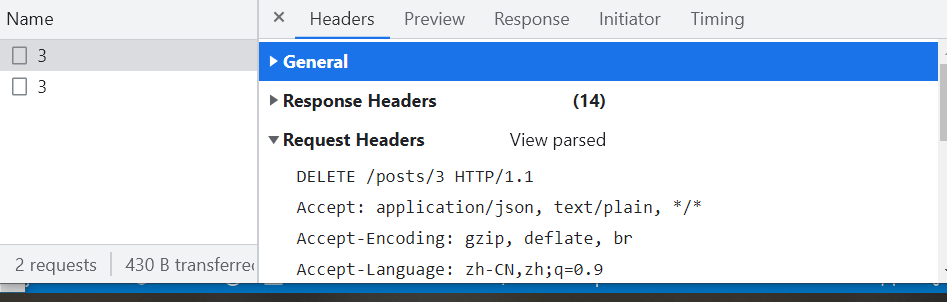 Name
Headers Preview Response Initiator Timing
3
3
General
Response Headers (14)
Request Headers View parsed
DELETE /posts/3 HTTP/1.1
Accept: application/json, text/plain, */*
Accept-Encoding: gzip, deflate, br
Accept-Language: zh-CN,zh;q=0.9
2 requests 430 B transferred